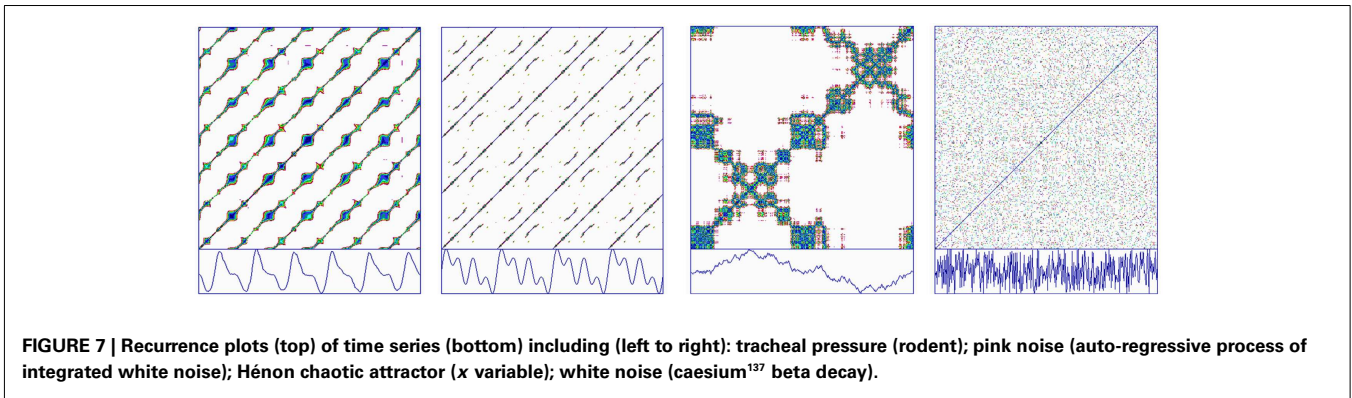 FIGURE 7 | Recurrence plots (top) of time series (bottom) including (left to right): tracheal pressure (rodent); pink noise (auto-regressive process of
integrated white noise); Hénon chaotic attractor (x variable); white noise (caesium¹³⁷ beta decay).